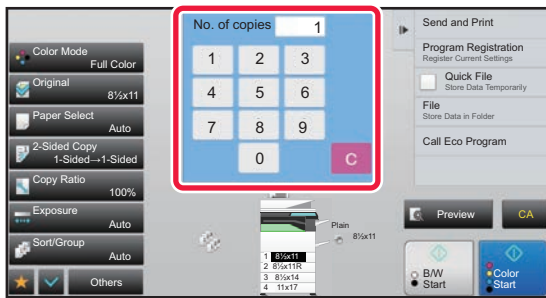 No. of copies 1
1 2 3
4 5 6
7 8 9
0 C
Color Mode
Full Color
Original
8½x11
Paper Select
Auto
2-Sided Copy
1-Sided→1-Sided
Copy Ratio
100%
Exposure
Auto
Sort/Group
Auto
Others
Plain
8½x11
1 8½x11
2 8½x11R
3 8½x14
4 11x17
Send and Print
Program Registration
Register Current Settings
Quick File
Store Data Temporarily
File
Store Data in Folder
Call Eco Program
Preview
CA
B/W
Start
Color
Start